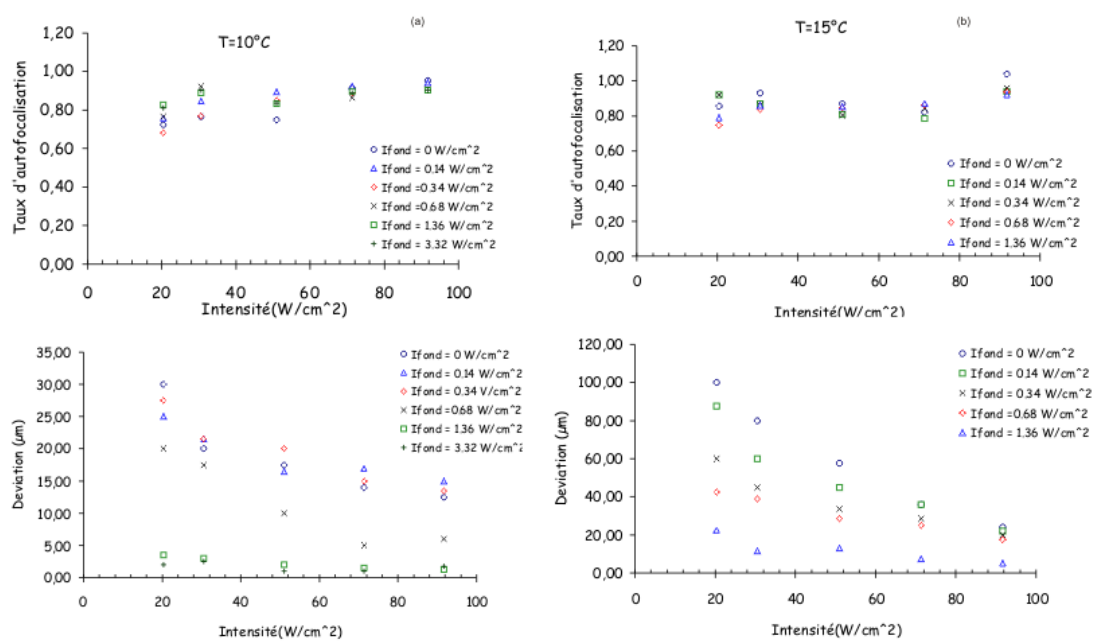 (a)
T=10°C
Taux d'autofocalisation
1,20
1,00
0,80
0,60
0,40
0,20
0,00
0 20 40 60 80 100
Intensité(W/cm^2)
Ifond = 0 W/cm^2
Ifond = 0.14 W/cm^2
Ifond =0.34 W/cm^2
Ifond =0.68 W/cm^2
Ifond = 1.36 W/cm^2
Ifond = 3.32 W/cm^2
(b)
T=15°C
Taux d'autofocalisation
1,20
1,00
0,80
0,60
0,40
0,20
0,00
0 20 40 60 80 100
Intensité(W/cm^2)
Ifond = 0 W/cm^2
Ifond = 0.14 W/cm^2
Ifond = 0.34 W/cm^2
Ifond = 0.68 W/cm^2
Ifond = 1.36 W/cm^2
Deviation (µm)
35,00
30,00
25,00
20,00
15,00
10,00
5,00
0,00
0 20 40 60 80 100
Intensité(W/cm^2)
Ifond = 0 W/cm^2
Ifond = 0.14 W/cm^2
Ifond = 0.34 V/cm^2
Ifond =0.68 W/cm^2
Ifond = 1.36 W/cm^2
Ifond = 3.32 W/cm^2
Deviation (µm)
120,00
100,00
80,00
60,00
40,00
20,00
0,00
0 20 40 60 80 100
Intensité(W/cm^2)
Ifond = 0 W/cm^2
Ifond = 0.14 W/cm^2
Ifond = 0.34 W/cm^2
Ifond =0.68 W/cm^2
Ifond = 1.36 W/cm^2